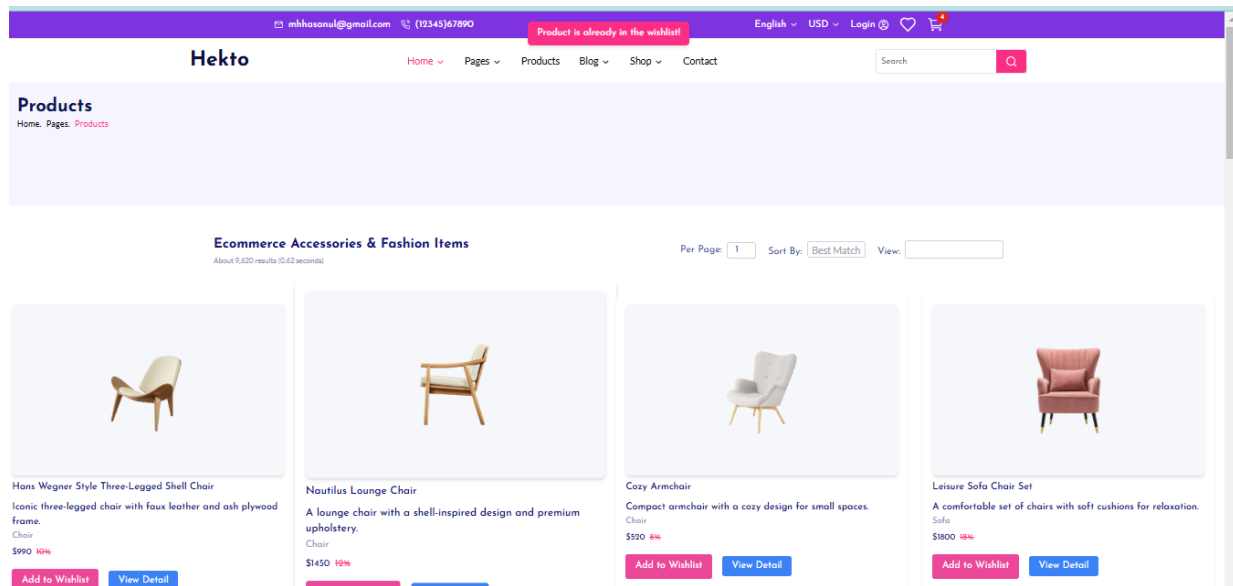 mhhasanul@gmail.com (12345)67890 English USD Login 4
Product is already in the wishlist!
Hekto Home Pages Products Blog Shop Contact Search
Products
Home. Pages. Products
Ecommerce Accessories & Fashion Items
About 9,620 results (0.62 seconds)
Per Page: 1 Sort By: Best Match View:
Hans Wegner Style Three-Legged Shell Chair
Iconic three-legged chair with faux leather and ash plywood
frame.
Chair
$990 10%
Add to Wishlist View Detail
Nautilus Lounge Chair
A lounge chair with a shell-inspired design and premium
upholstery.
Chair
$1450 12%
Cozy Armchair
Compact armchair with a cozy design for small spaces.
Chair
$520 8%
Add to Wishlist View Detail
Leisure Sofa Chair Set
A comfortable set of chairs with soft cushions for relaxation.
Sofa
$1800 18%
Add to Wishlist View Detail